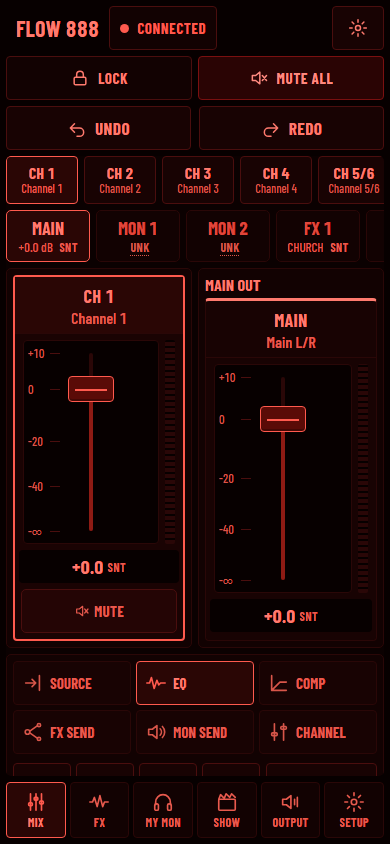 FLOW 888
CONNECTED
LOCK
MUTE ALL
UNDO
REDO
CH 1
Channel 1
CH 2
Channel 2
CH 3
Channel 3
CH 4
Channel 4
CH 5/6
Channel 5/6
MAIN
+0.0 dB SNT
MON 1
UNK
MON 2
UNK
FX 1
CHURCH SNT
CH 1
Channel 1
+10
0
-20
-40
-∞
+0.0 SNT
MUTE
MAIN OUT
MAIN
Main L/R
+10
0
-20
-40
-∞
+0.0 SNT
SOURCE
EQ
COMP
FX SEND
MON SEND
CHANNEL
MIX
FX
MY MON
SHOW
OUTPUT
SETUP